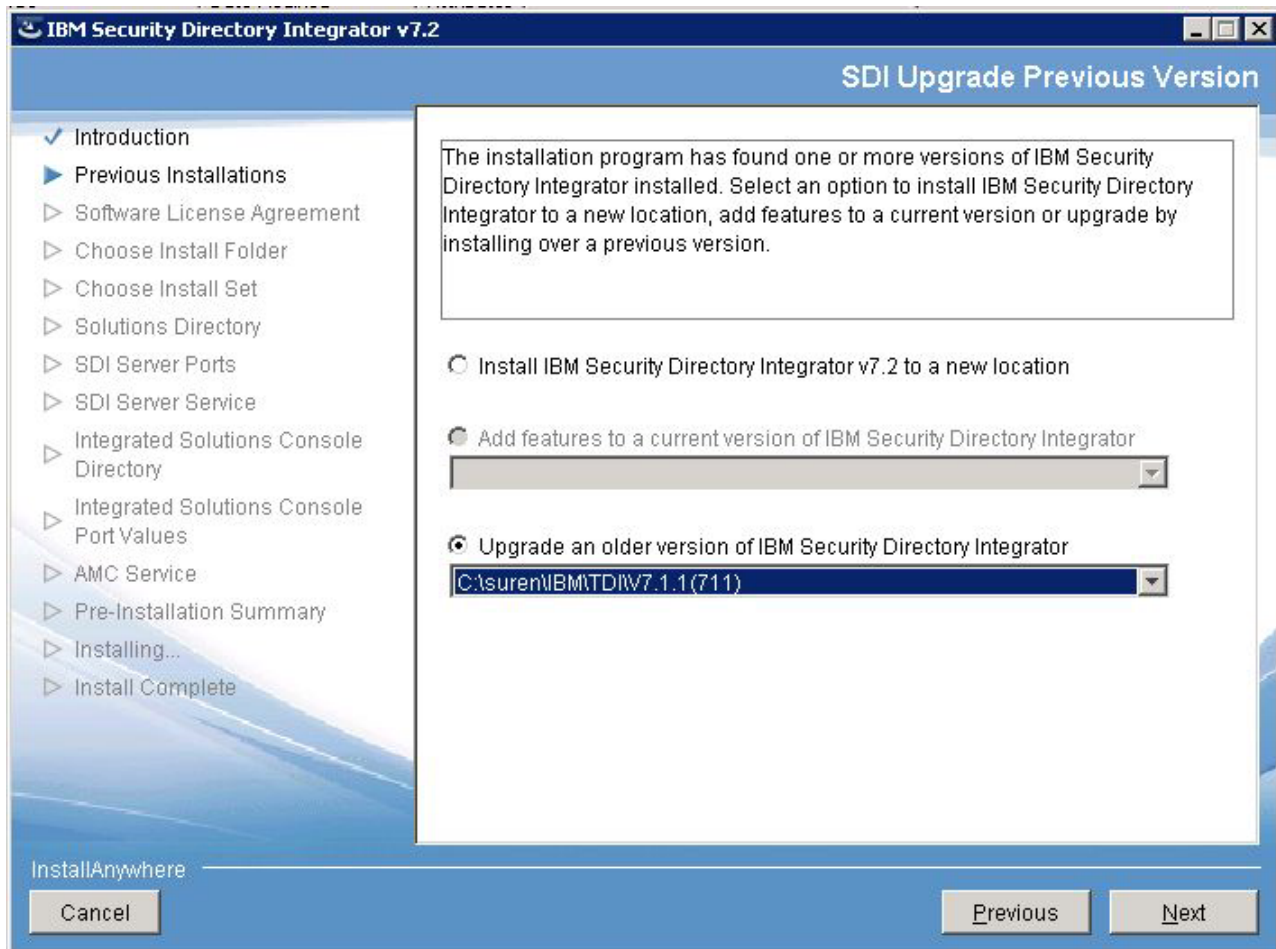 IBM Security Directory Integrator v7.2
SDI Upgrade Previous Version
Introduction
Previous Installations
Software License Agreement
Choose Install Folder
Choose Install Set
Solutions Directory
SDI Server Ports
SDI Server Service
Integrated Solutions Console
Directory
Integrated Solutions Console
Port Values
AMC Service
Pre-Installation Summary
Installing...
Install Complete
The installation program has found one or more versions of IBM Security
Directory Integrator installed. Select an option to install IBM Security Directory
Integrator to a new location, add features to a current version or upgrade by
installing over a previous version.
Install IBM Security Directory Integrator v7.2 to a new location
Add features to a current version of IBM Security Directory Integrator
Upgrade an older version of IBM Security Directory Integrator
C:\suren\IBM\TDI\V7.1.1(711)
InstallAnywhere
Cancel
Previous
Next